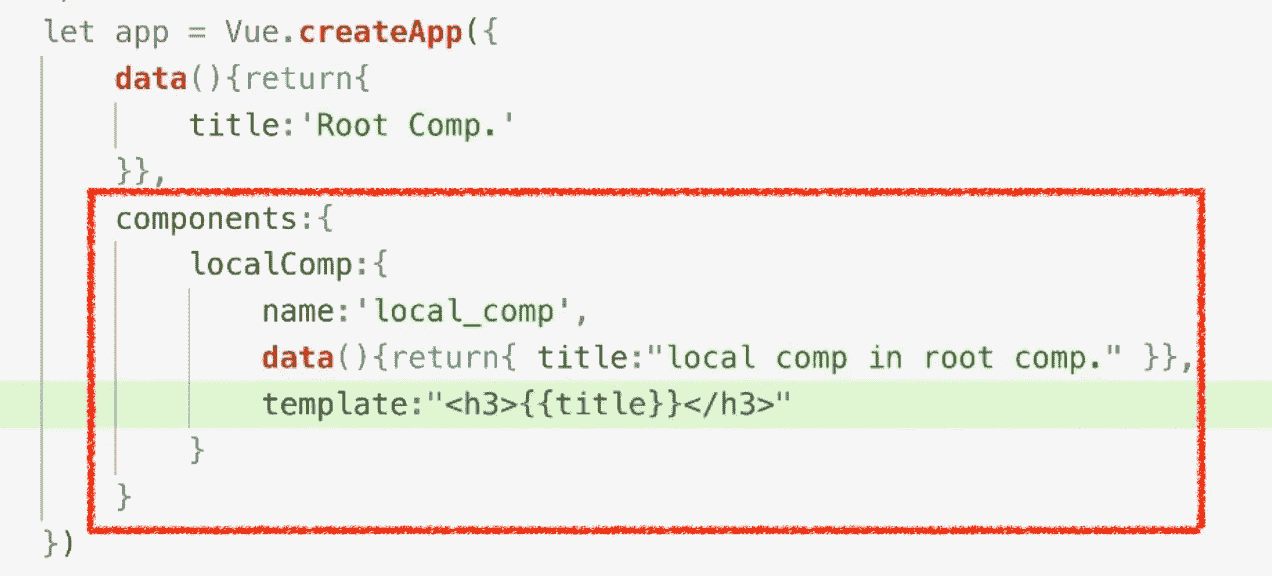 let app = Vue.createApp({
    data(){return{
        title:'Root Comp.'
    }},
    components:{
        localComp:{
            name:'local_comp',
            data(){return{ title:"local comp in root comp." }},
            template:"<h3>{{title}}</h3>"
        }
    }
})